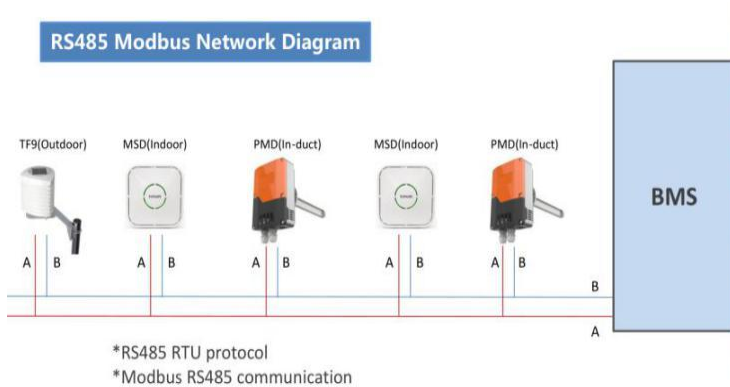 RS485 Modbus Network Diagram
TF9(Outdoor) MSD(Indoor) PMD(In-duct) MSD(Indoor) PMD(In-duct)
BMS
A B A B A B A B A B
B
A
*RS485 RTU protocol
*Modbus RS485 communication